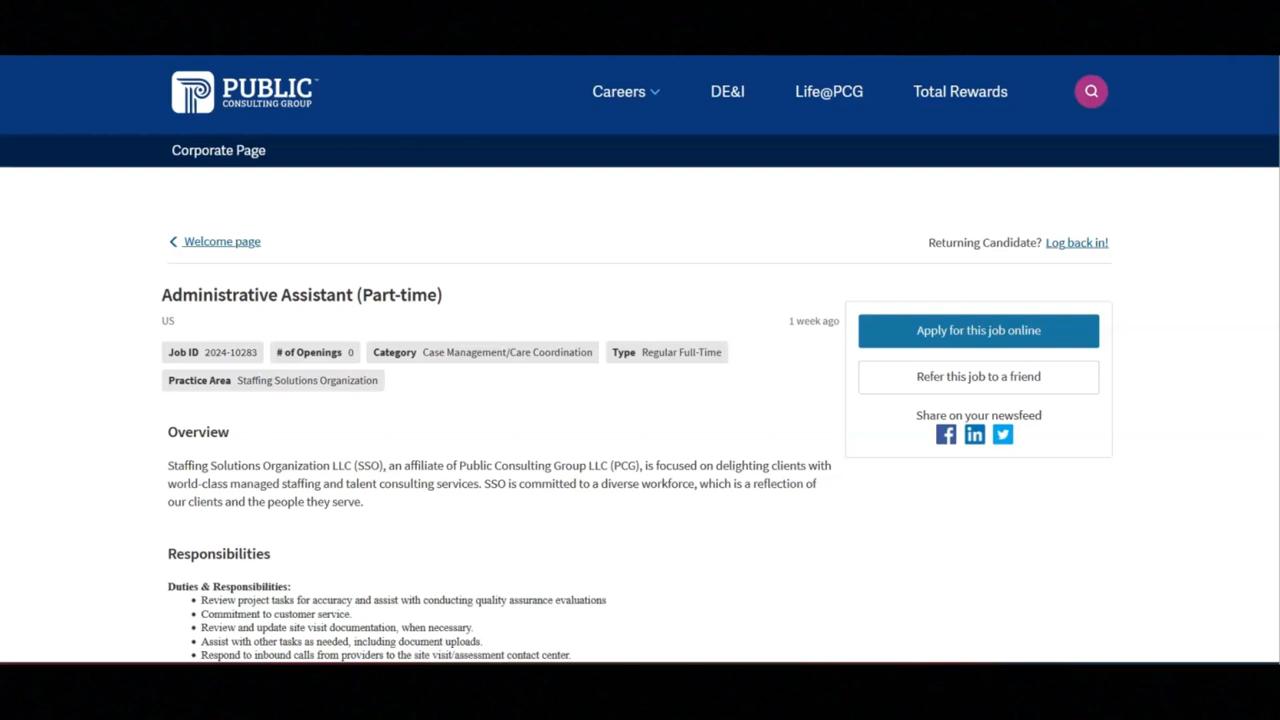 PUBLIC
CONSULTING GROUP
Careers
DE&I
Life@PCG
Total Rewards
Corporate Page
Welcome page
Returning Candidate? Log back in!
Administrative Assistant (Part-time)
US
1 week ago
Job ID 2024-10283
# of Openings 0
Category Case Management/Care Coordination
Type Regular Full-Time
Practice Area Staffing Solutions Organization
Apply for this job online
Refer this job to a friend
Share on your newsfeed
Overview
Staffing Solutions Organization LLC (SSO), an affiliate of Public Consulting Group LLC (PCG), is focused on delighting clients with
world-class managed staffing and talent consulting services. SSO is committed to a diverse workforce, which is a reflection of
our clients and the people they serve.
Responsibilities
Duties & Responsibilities:
• Review project tasks for accuracy and assist with conducting quality assurance evaluations
• Commitment to customer service.
• Review and update site visit documentation, when necessary.
• Assist with other tasks as needed, including document uploads.
• Respond to inbound calls from providers to the site visit/assessment contact center.